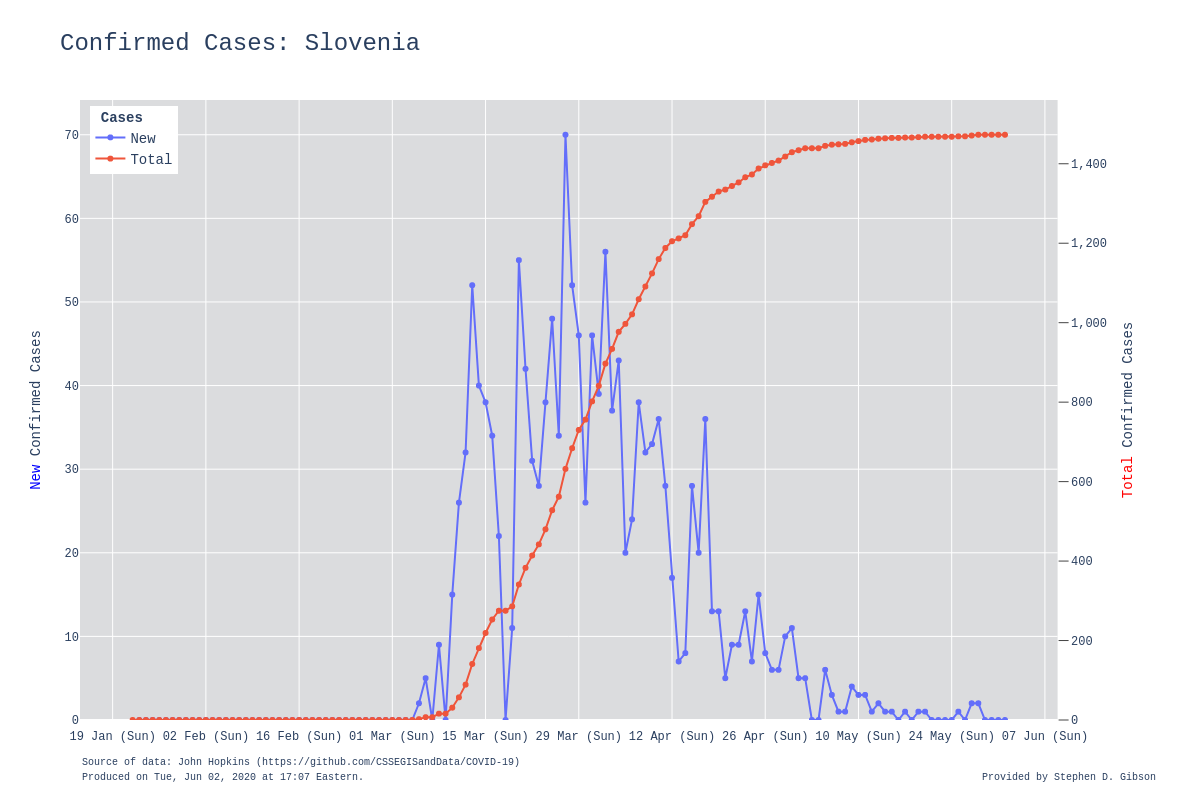 Confirmed Cases: Slovenia
Cases
New
Total
70
60
50
40
30
20
10
0
1,400
1,200
1,000
800
600
400
200
0
New Confirmed Cases
Total Confirmed Cases
19 Jan (Sun) 02 Feb (Sun) 16 Feb (Sun) 01 Mar (Sun) 15 Mar (Sun) 29 Mar (Sun) 12 Apr (Sun) 26 Apr (Sun) 10 May (Sun) 24 May (Sun) 07 Jun (Sun)
Source of data: John Hopkins (https://github.com/CSSEGISandData/COVID-19)
Produced on Tue, Jun 02, 2020 at 17:07 Eastern.
Provided by Stephen D. Gibson